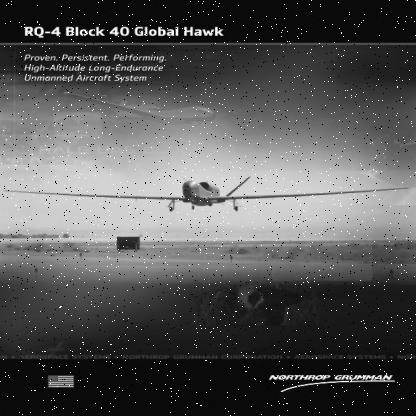 RQ-4 Block 40 Global Hawk
Proven. Persistent. Performing.
High-Altitude Long-Endurance
Unmanned Aircraft System
NORTHROP GRUMMAN